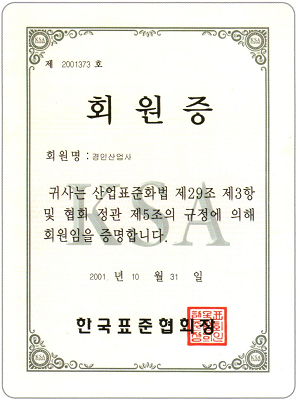 제 2001373 호
회원증
회원명 : 경인산업사
귀사는 산업표준화법 제29조 제3항
및 협회 정관 제5조의 규정에 의해
회원임을 증명합니다.
KSA
2001 년 10 월 31 일
한국표준협회장